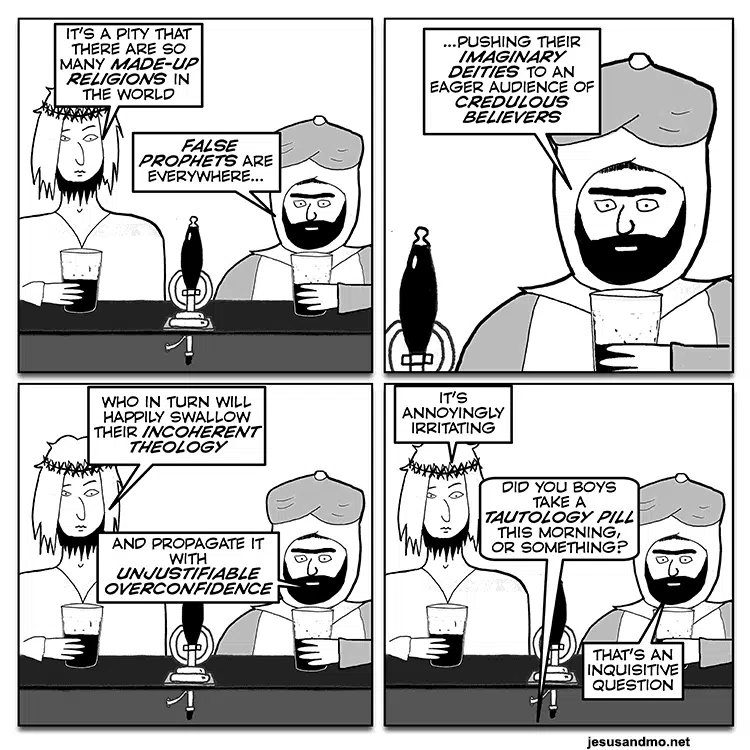 IT'S A PITY THAT
THERE ARE SO
MANY MADE-UP
RELIGIONS IN
THE WORLD
FALSE
PROPHETS ARE
EVERYWHERE...
...PUSHING THEIR
IMAGINARY
DEITIES TO AN
EAGER AUDIENCE OF
CREDULOUS
BELIEVERS
WHO IN TURN WILL
HAPPILY SWALLOW
THEIR INCOHERENT
THEOLOGY
AND PROPAGATE IT
WITH
UNJUSTIFIABLE
OVERCONFIDENCE
IT'S
ANNOYINGLY
IRRITATING
DID YOU BOYS
TAKE A
TAUTOLOGY PILL
THIS MORNING,
OR SOMETHING?
THAT'S AN
INQUISITIVE
QUESTION
jesusandmo.net